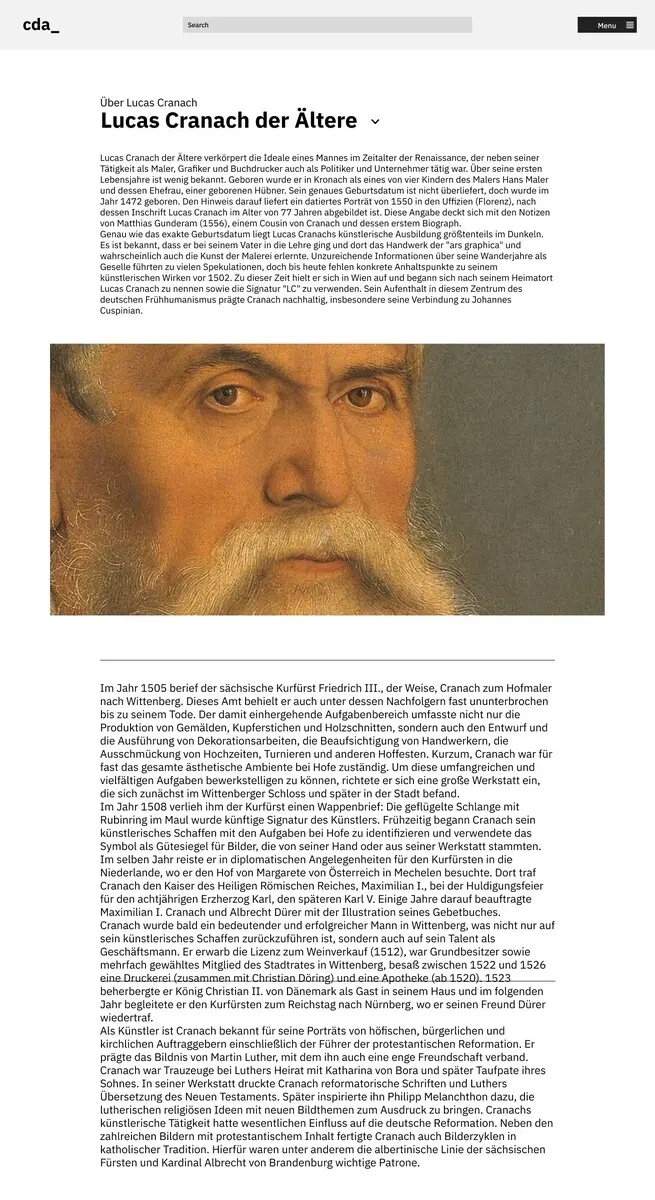 cda_
Search
Menu
Über Lucas Cranach
Lucas Cranach der Ältere
Lucas Cranach der Ältere verkörpert die Ideale eines Mannes im Zeitalter der Renaissance, der neben seiner
Tätigkeit als Maler, Grafiker und Buchdrucker auch als Politiker und Unternehmer tätig war. Über seine ersten
Lebensjahre ist wenig bekannt. Geboren wurde er in Kronach als eines von vier Kindern des Malers Hans Maler
und dessen Ehefrau, einer geborenen Hübner. Sein genaues Geburtsdatum ist nicht überliefert, doch wurde im
Jahr 1472 geboren. Den Hinweis darauf liefert ein datiertes Porträt von 1550 in den Uffizien (Florenz), nach
dessen Inschrift Lucas Cranach im Alter von 77 Jahren abgebildet ist. Diese Angabe deckt sich mit den Notizen
von Matthias Gunderam (1556), einem Cousin von Cranach und dessen erstem Biograph.
Genau wie das exakte Geburtsdatum liegt Lucas Cranachs künstlerische Ausbildung größtenteils im Dunkeln.
Es ist bekannt, dass er bei seinem Vater in die Lehre ging und dort das Handwerk der "ars graphica" und
wahrscheinlich auch die Kunst der Malerei erlernte. Unzureichende Informationen über seine Wanderjahre als
Geselle führten zu vielen Spekulationen, doch bis heute fehlen konkrete Anhaltspunkte zu seinem
künstlerischen Wirken vor 1502. Zu dieser Zeit hielt er sich in Wien auf und begann sich nach seinem Heimatort
Lucas Cranach zu nennen sowie die Signatur "LC" zu verwenden. Sein Aufenthalt in diesem Zentrum des
deutschen Frühhumanismus prägte Cranach nachhaltig, insbesondere seine Verbindung zu Johannes
Cuspinian.
Im Jahr 1505 berief der sächsische Kurfürst Friedrich III., der Weise, Cranach zum Hofmaler
nach Wittenberg. Dieses Amt behielt er auch unter dessen Nachfolgern fast ununterbrochen
bis zu seinem Tode. Der damit einhergehende Aufgabenbereich umfasste nicht nur die
Produktion von Gemälden, Kupferstichen und Holzschnitten, sondern auch den Entwurf und
die Ausführung von Dekorationsarbeiten, die Beaufsichtigung von Handwerkern, die
Ausschmückung von Hochzeiten, Turnieren und anderen Hoffesten. Kurzum, Cranach war für
fast das gesamte ästhetische Ambiente bei Hofe zuständig. Um diese umfangreichen und
vielfältigen Aufgaben bewerkstelligen zu können, richtete er sich eine große Werkstatt ein,
die sich zunächst im Wittenberger Schloss und später in der Stadt befand.
Im Jahr 1508 verlieh ihm der Kurfürst einen Wappenbrief: Die geflügelte Schlange mit
Rubinring im Maul wurde künftige Signatur des Künstlers. Frühzeitig begann Cranach sein
künstlerisches Schaffen mit den Aufgaben bei Hofe zu identifizieren und verwendete das
Symbol als Gütesiegel für Bilder, die von seiner Hand oder aus seiner Werkstatt stammten.
Im selben Jahr reiste er in diplomatischen Angelegenheiten für den Kurfürsten in die
Niederlande, wo er den Hof von Margarete von Österreich in Mechelen besuchte. Dort traf
Cranach den Kaiser des Heiligen Römischen Reiches, Maximilian I., bei der Huldigungsfeier
für den achtjährigen Erzherzog Karl, den späteren Karl V. Einige Jahre darauf beauftragte
Maximilian I. Cranach und Albrecht Dürer mit der Illustration seines Gebetbuches.
Cranach wurde bald ein bedeutender und erfolgreicher Mann in Wittenberg, was nicht nur auf
sein künstlerisches Schaffen zurückzuführen ist, sondern auch auf sein Talent als
Geschäftsmann. Er erwarb die Lizenz zum Weinverkauf (1512), war Grundbesitzer sowie
mehrfach gewähltes Mitglied des Stadtrates in Wittenberg, besaß zwischen 1522 und 1526
eine Druckerei (zusammen mit Christian Döring) und eine Apotheke (ab 1520). 1523
beherbergte er König Christian II. von Dänemark als Gast in seinem Haus und im folgenden
Jahr begleitete er den Kurfürsten zum Reichstag nach Nürnberg, wo er seinen Freund Dürer
wiedertraf.
Als Künstler ist Cranach bekannt für seine Porträts von höfischen, bürgerlichen und
kirchlichen Auftraggebern einschließlich der Führer der protestantischen Reformation. Er
prägte das Bildnis von Martin Luther, mit dem ihn auch eine enge Freundschaft verband.
Cranach war Trauzeuge bei Luthers Heirat mit Katharina von Bora und später Taufpate ihres
Sohnes. In seiner Werkstatt druckte Cranach reformatorische Schriften und Luthers
Übersetzung des Neuen Testaments. Später inspirierte ihn Philipp Melanchthon dazu, die
lutherischen religiösen Ideen mit neuen Bildthemen zum Ausdruck zu bringen. Cranachs
künstlerische Tätigkeit hatte wesentlichen Einfluss auf die deutsche Reformation. Neben den
zahlreichen Bildern mit protestantischem Inhalt fertigte Cranach auch Bilderzyklen in
katholischer Tradition. Hierfür waren unter anderem die albertinische Linie der sächsischen
Fürsten und Kardinal Albrecht von Brandenburg wichtige Patrone.